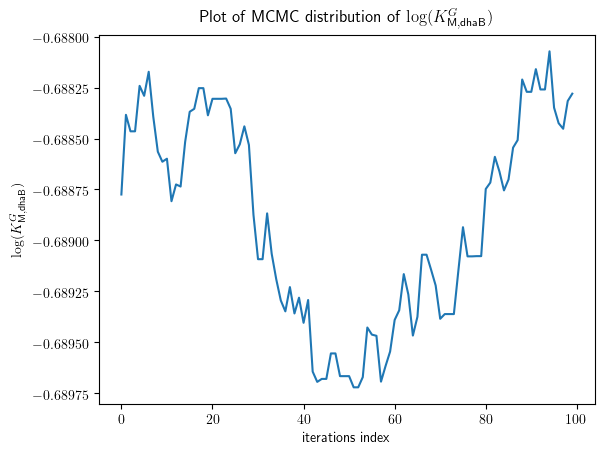 Plot of MCMC distribution of log(K^G_M,dhaB)
−0.68800
−0.68825
−0.68850
−0.68875
−0.68900
−0.68925
−0.68950
−0.68975
log(K^G_M,dhaB)
0 20 40 60 80 100
iterations index